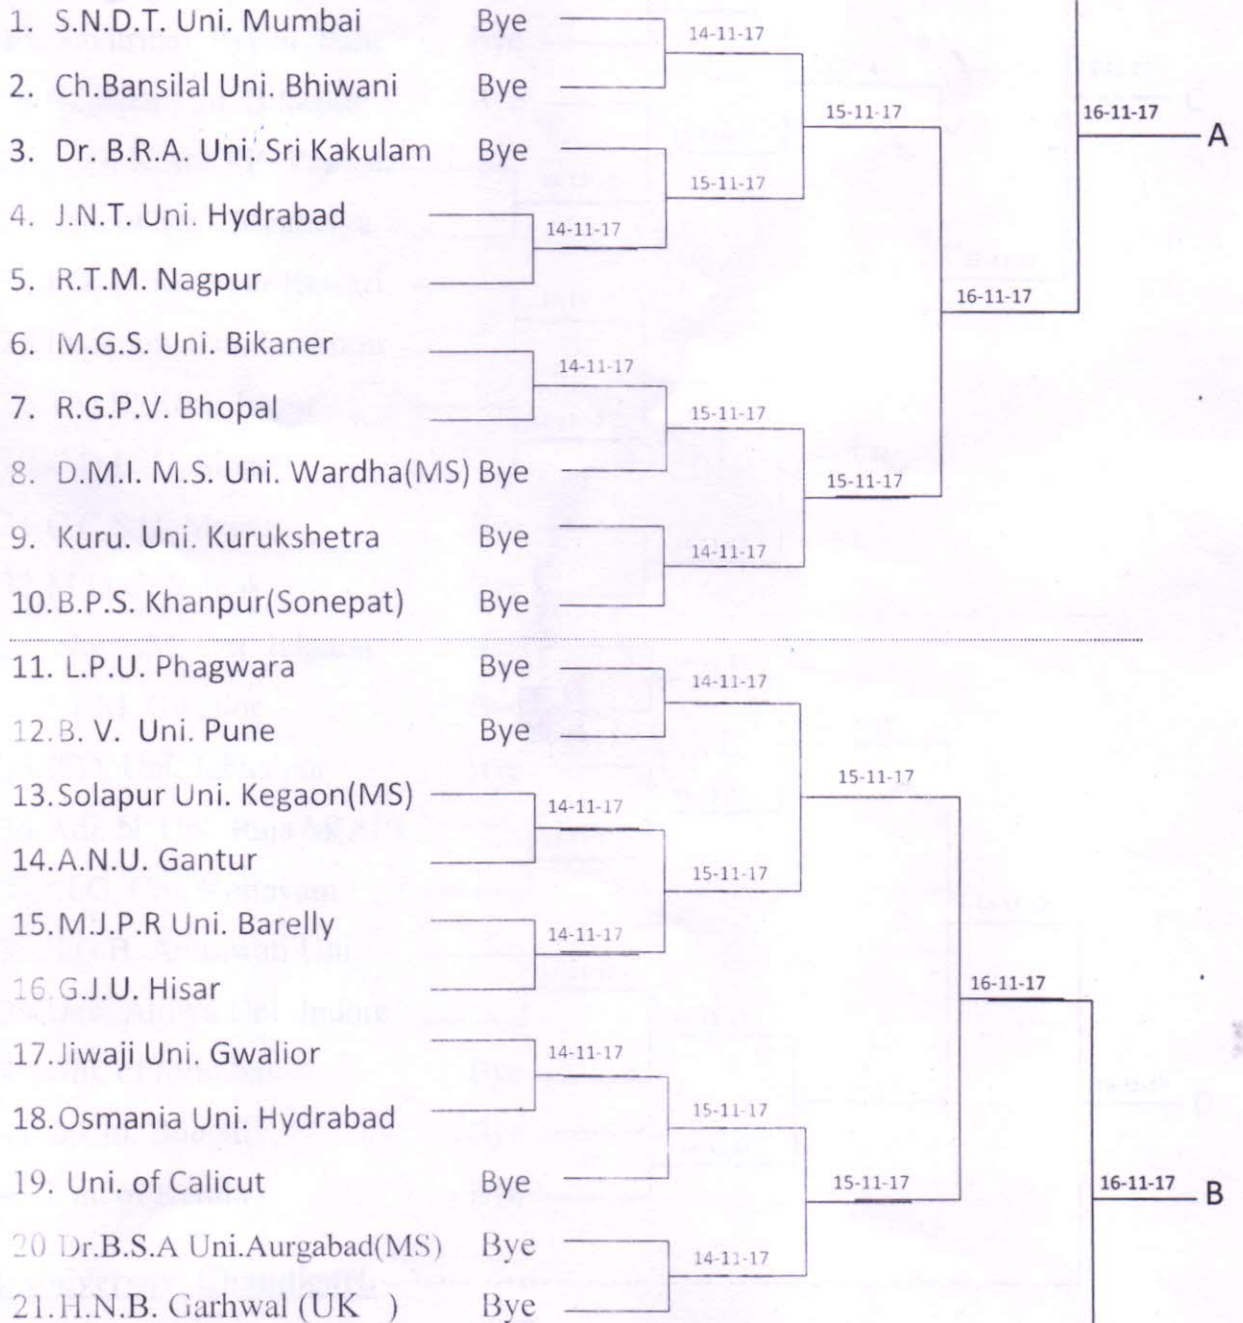 1. S.N.D.T. Uni. Mumbai Bye
14-11-17
2. Ch.Bansilal Uni. Bhiwani Bye
15-11-17
16-11-17
A
3. Dr. B.R.A. Uni. Sri Kakulam Bye
15-11-17
4. J.N.T. Uni. Hydrabad
14-11-17
5. R.T.M. Nagpur
16-11-17
6. M.G.S. Uni. Bikaner
14-11-17
7. R.G.P.V. Bhopal
15-11-17
8. D.M.I. M.S. Uni. Wardha(MS) Bye
15-11-17
9. Kuru. Uni. Kurukshetra Bye
14-11-17
10. B.P.S. Khanpur(Sonepat) Bye
11. L.P.U. Phagwara Bye
14-11-17
12. B. V. Uni. Pune Bye
15-11-17
13. Solapur Uni. Kegaon(MS)
14-11-17
14. A.N.U. Gantur
15-11-17
15. M.J.P.R Uni. Barelly
14-11-17
16. G.J.U. Hisar
16-11-17
17. Jiwaji Uni. Gwalior
14-11-17
18. Osmania Uni. Hydrabad
15-11-17
19. Uni. of Calicut Bye
15-11-17
16-11-17
B
20 Dr.B.S.A Uni.Aurgabad(MS) Bye
14-11-17
21. H.N.B. Garhwal (UK ) Bye